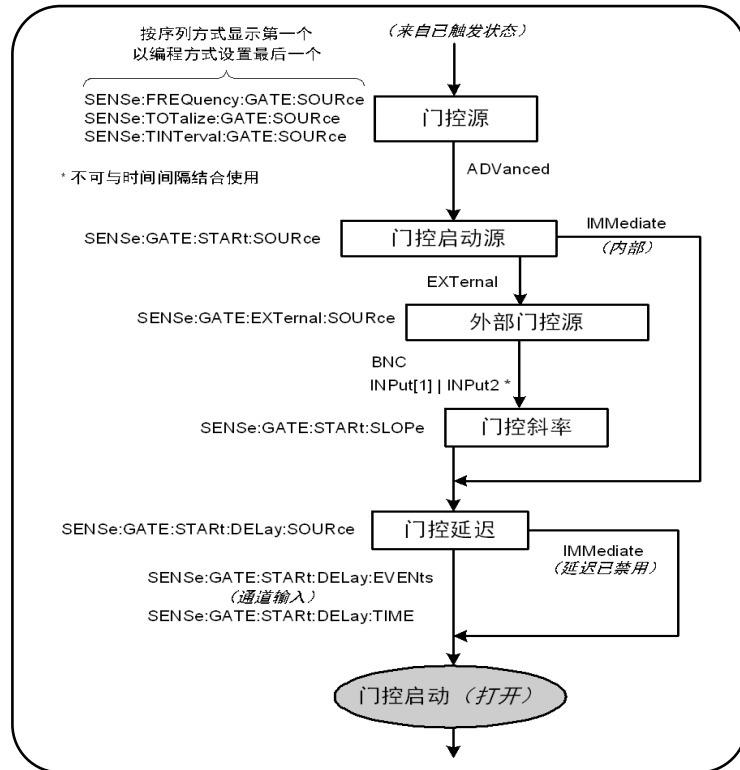 按序列方式显示第一个
以编程方式设置最后一个
（来自已触发状态）
SENSe:FREQuency:GATE:SOURce
SENSe:TOTalize:GATE:SOURce
SENSe:TINTerval:GATE:SOURce
门控源
* 不可与时间间隔结合使用
ADVanced
SENSe:GATE:STARt:SOURce
门控启动源
IMMediate
（内部）
EXTernal
SENSe:GATE:EXTernal:SOURce
外部门控源
BNC
INPut[1] | INPut2 *
SENSe:GATE:STARt:SLOPe
门控斜率
SENSe:GATE:STARt:DELay:SOURce
门控延迟
IMMediate
（延迟已禁用）
SENSe:GATE:STARt:DELay:EVENts
（通道输入）
SENSe:GATE:STARt:DELay:TIME
门控启动（打开）